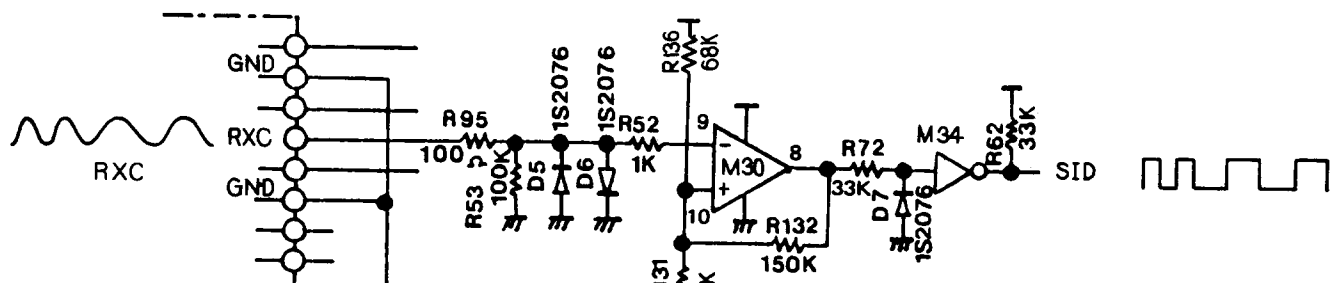 GND
RXC
GND
RXC
R95
100
R53
100K
D5
1S2076
D6
1S2076
R52
1K
R136
68K
9
10
8
M30
R132
150K
R72
33K
D7
1S2076
M34
R62
33K
SID